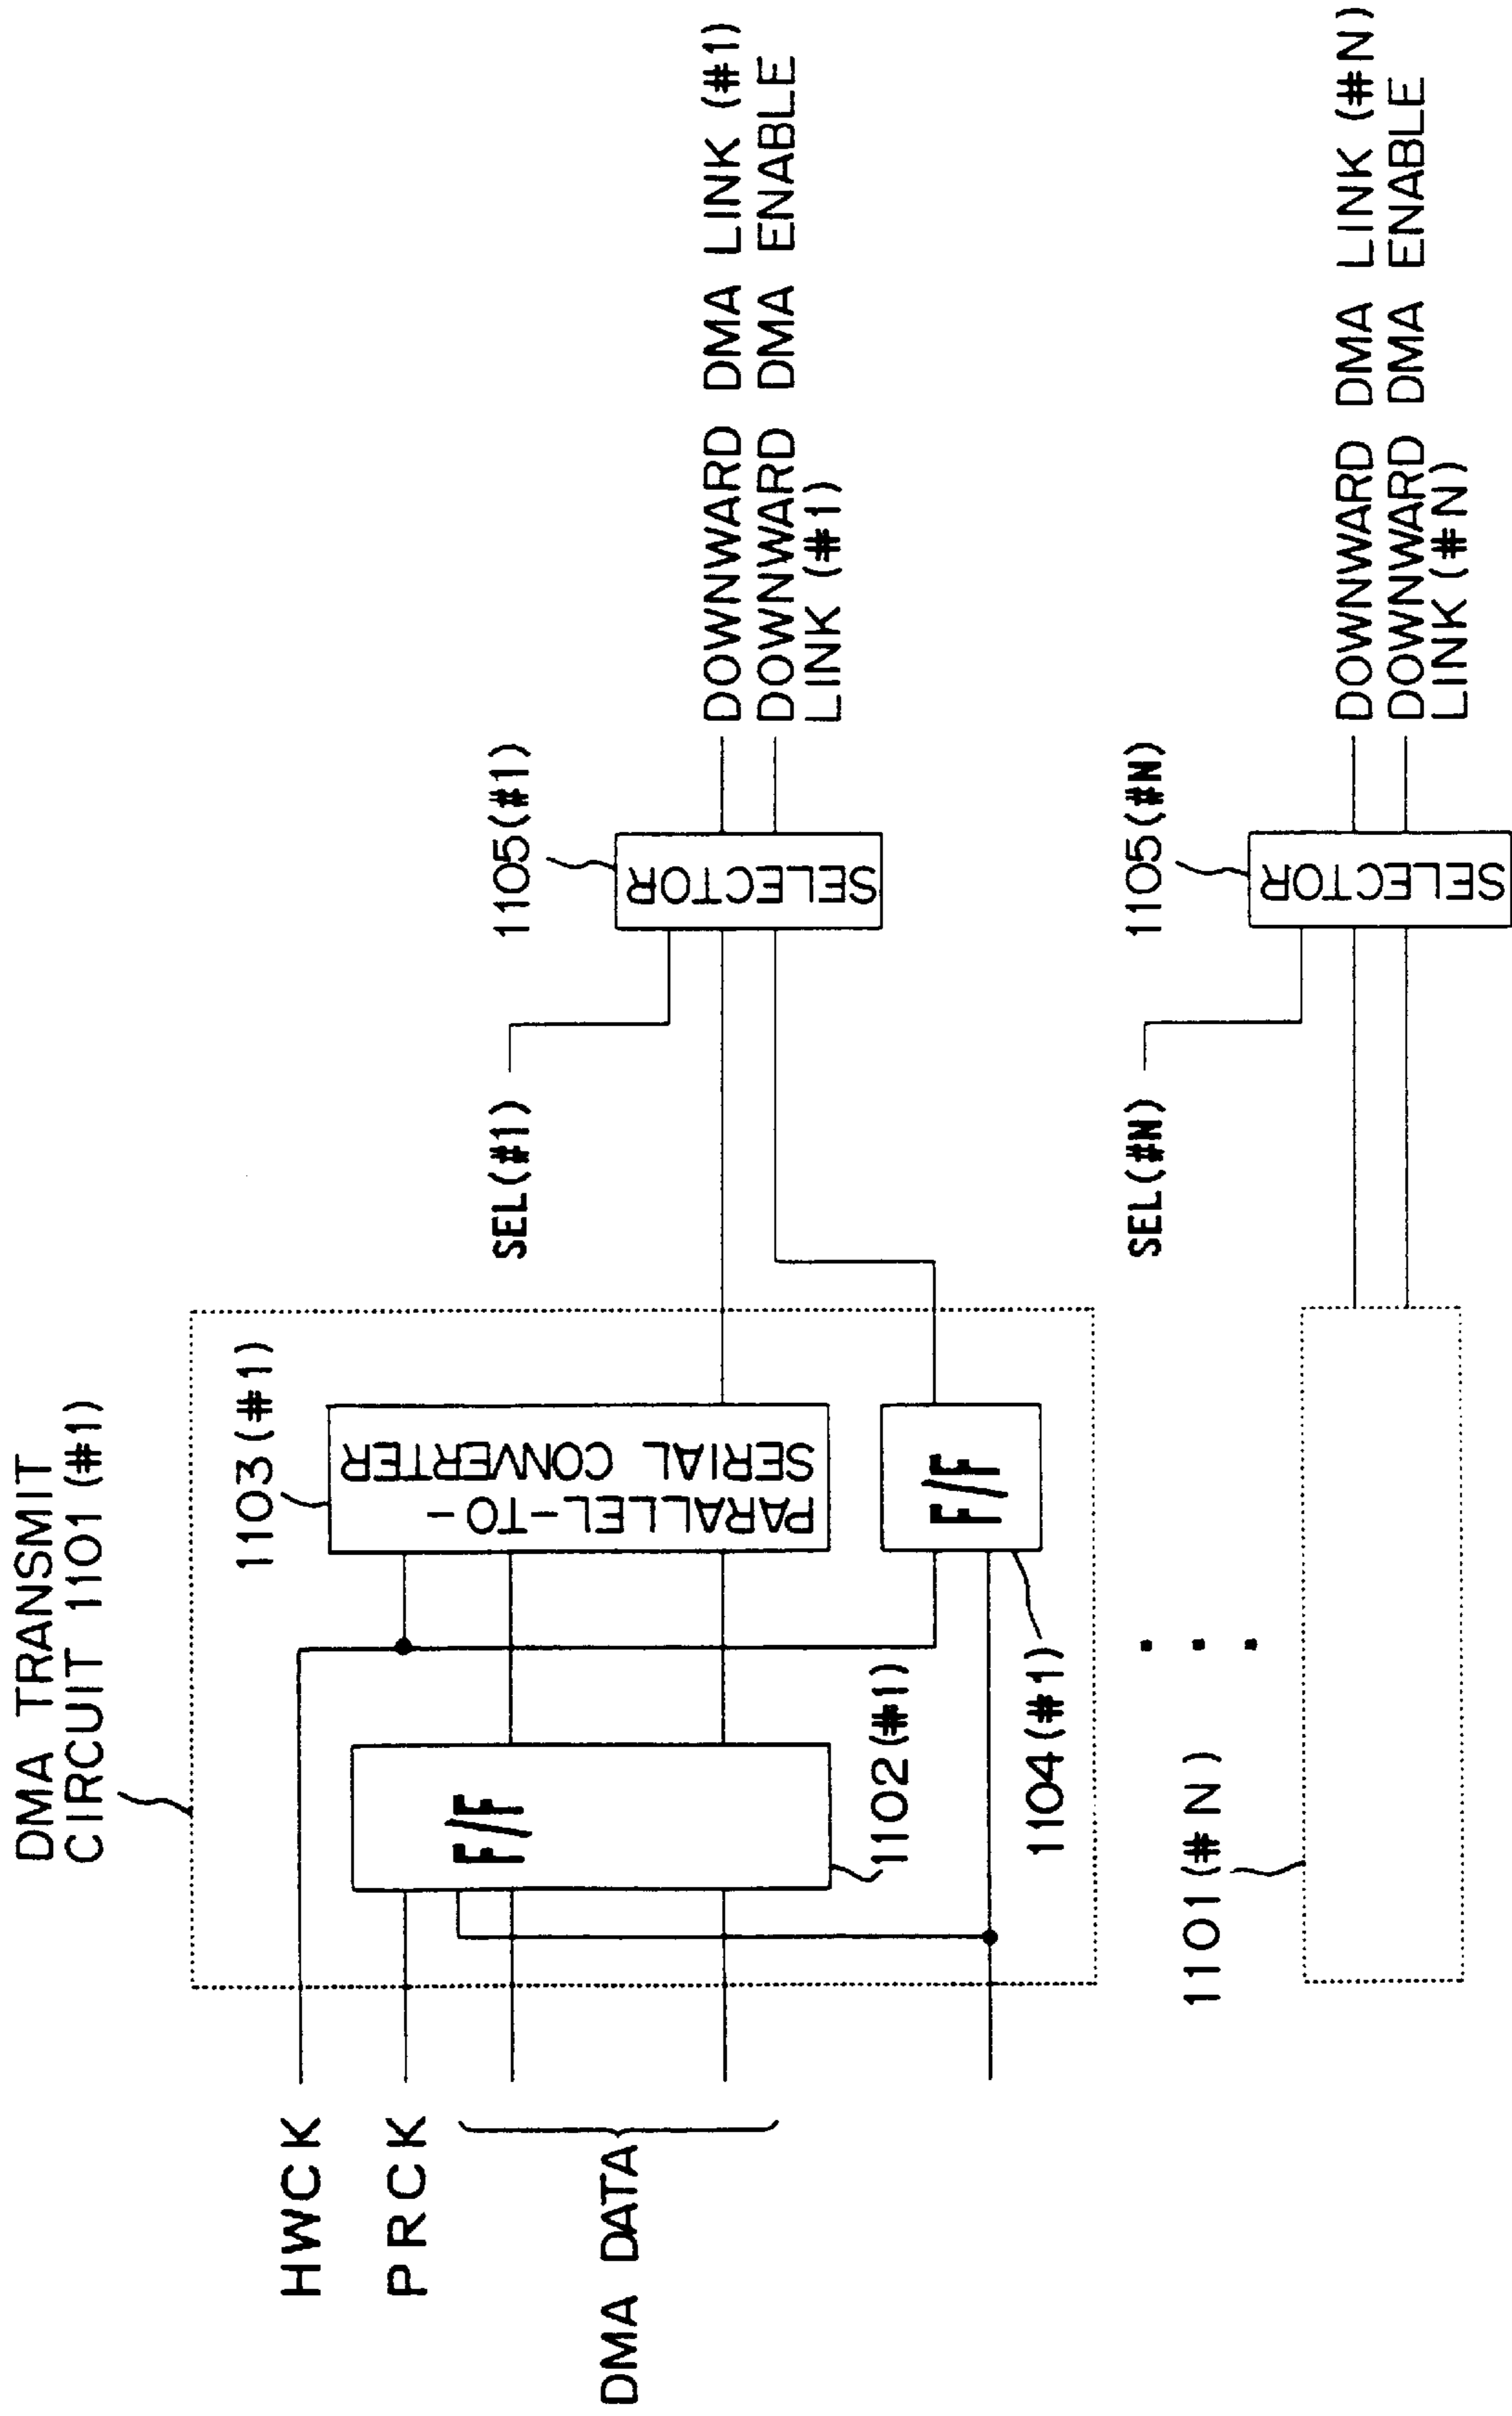 DMA TRANSMIT
CIRCUIT 1101 (#1)
HWCK
PRCK
DMA DATA
F/F
1102 (#1)
1103 (#1)
PARALLEL-TO-
SERIAL CONVERTER
F/F
1104 (#1)
SEL(#1)
1105 (#1)
SELECTOR
DOWNWARD DMA LINK (#1)
DOWNWARD DMA ENABLE
LINK (#1)
1101 (#N)
SEL(#N)
1105 (#N)
SELECTOR
DOWNWARD DMA LINK (#N)
DOWNWARD DMA ENABLE
LINK (#N)